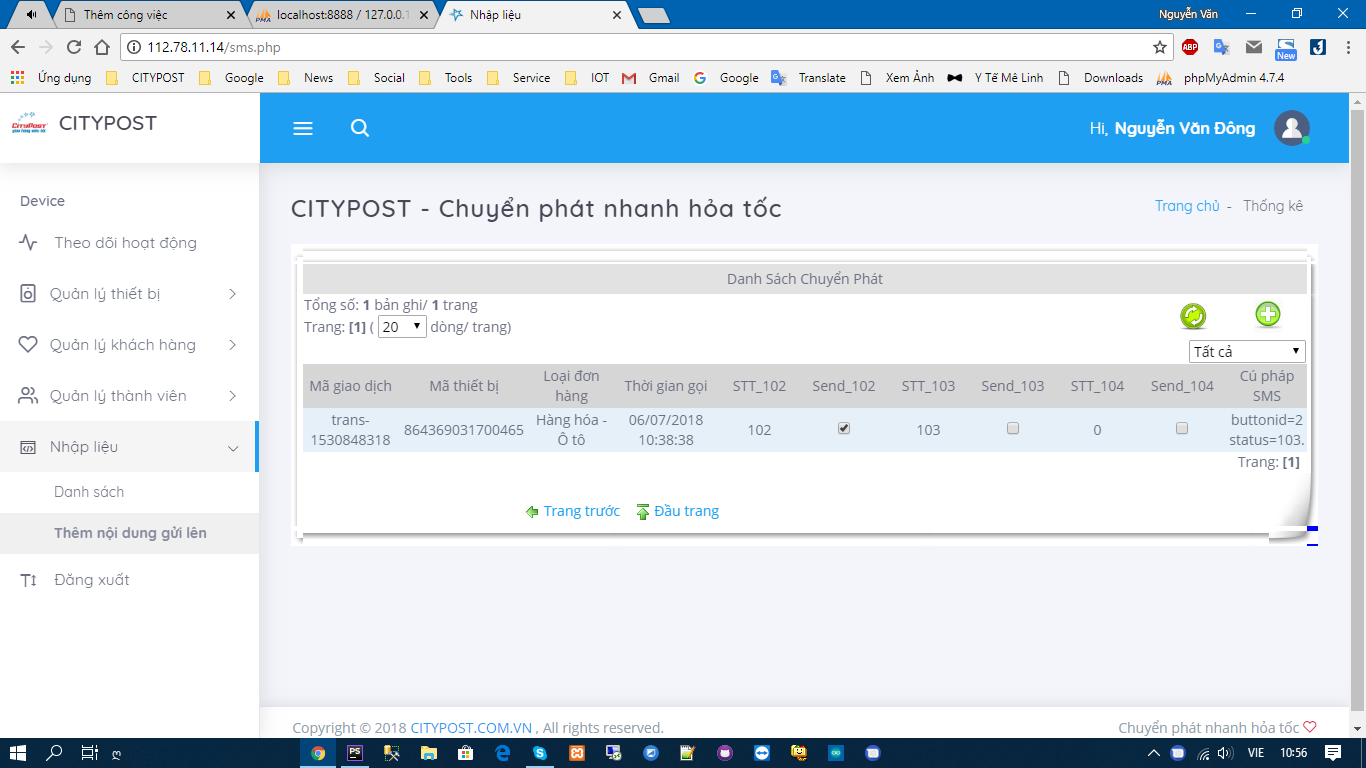 Thêm công việc
localhost:8888 / 127.0.0.1
Nhập liệu
Nguyễn Văn
112.78.11.14/sms.php
ABP
New
Ứng dụng
CITYPOST
Google
News
Social
Tools
Service
IOT
Gmail
Google
Translate
Xem Ảnh
Y Tế Mê Linh
Downloads
phpMyAdmin 4.7.4
CITYPOST
Hi, Nguyễn Văn Đông
Device
Theo dõi hoạt động
Quản lý thiết bị
Quản lý khách hàng
Quản lý thành viên
Nhập liệu
Danh sách
Thêm nội dung gửi lên
Đăng xuất
CITYPOST - Chuyển phát nhanh hỏa tốc
Trang chủ - Thống kê
Danh Sách Chuyển Phát
Tổng số: 1 bản ghi/ 1 trang
Trang: [1] ( 20 dòng/ trang)
Tất cả
Mã giao dịch Mã thiết bị Loại đơn hàng Thời gian gọi STT_102 Send_102 STT_103 Send_103 STT_104 Send_104 Cú pháp SMS
trans-1530848318 864369031700465 Hàng hóa - Ô tô 06/07/2018 10:38:38 102 103 0 buttonid=2 status=103.
Trang: [1]
Trang trước Đầu trang
Copyright © 2018 CITYPOST.COM.VN , All rights reserved.
Chuyển phát nhanh hỏa tốc
VIE
10:56